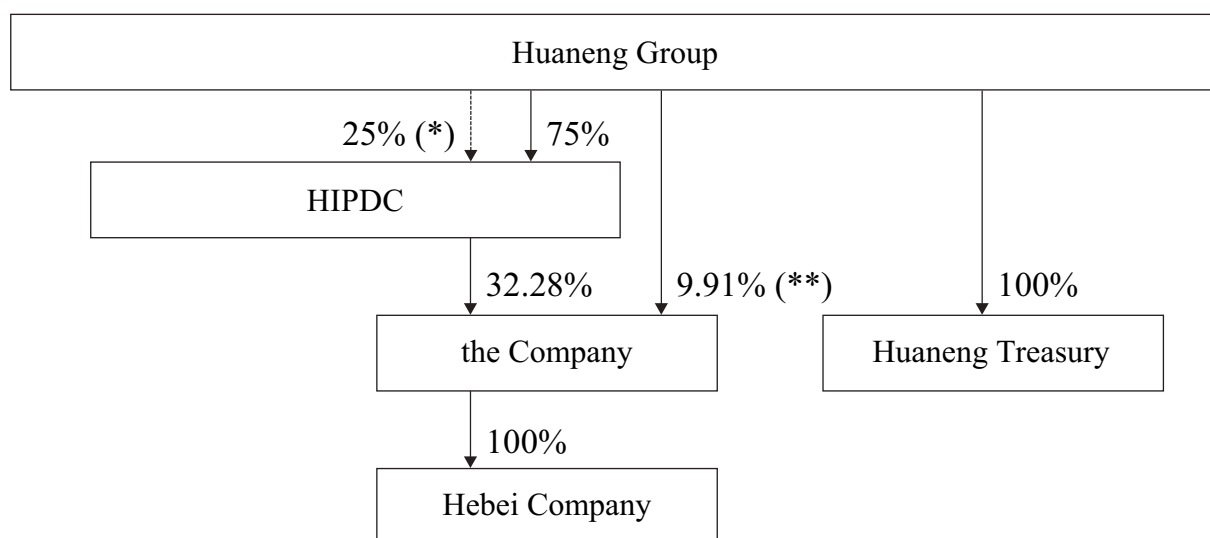 Huaneng Group
25% (*)
75%
HIPDC
32.28%
9.91% (**)
100%
the Company
Huaneng Treasury
100%
Hebei Company